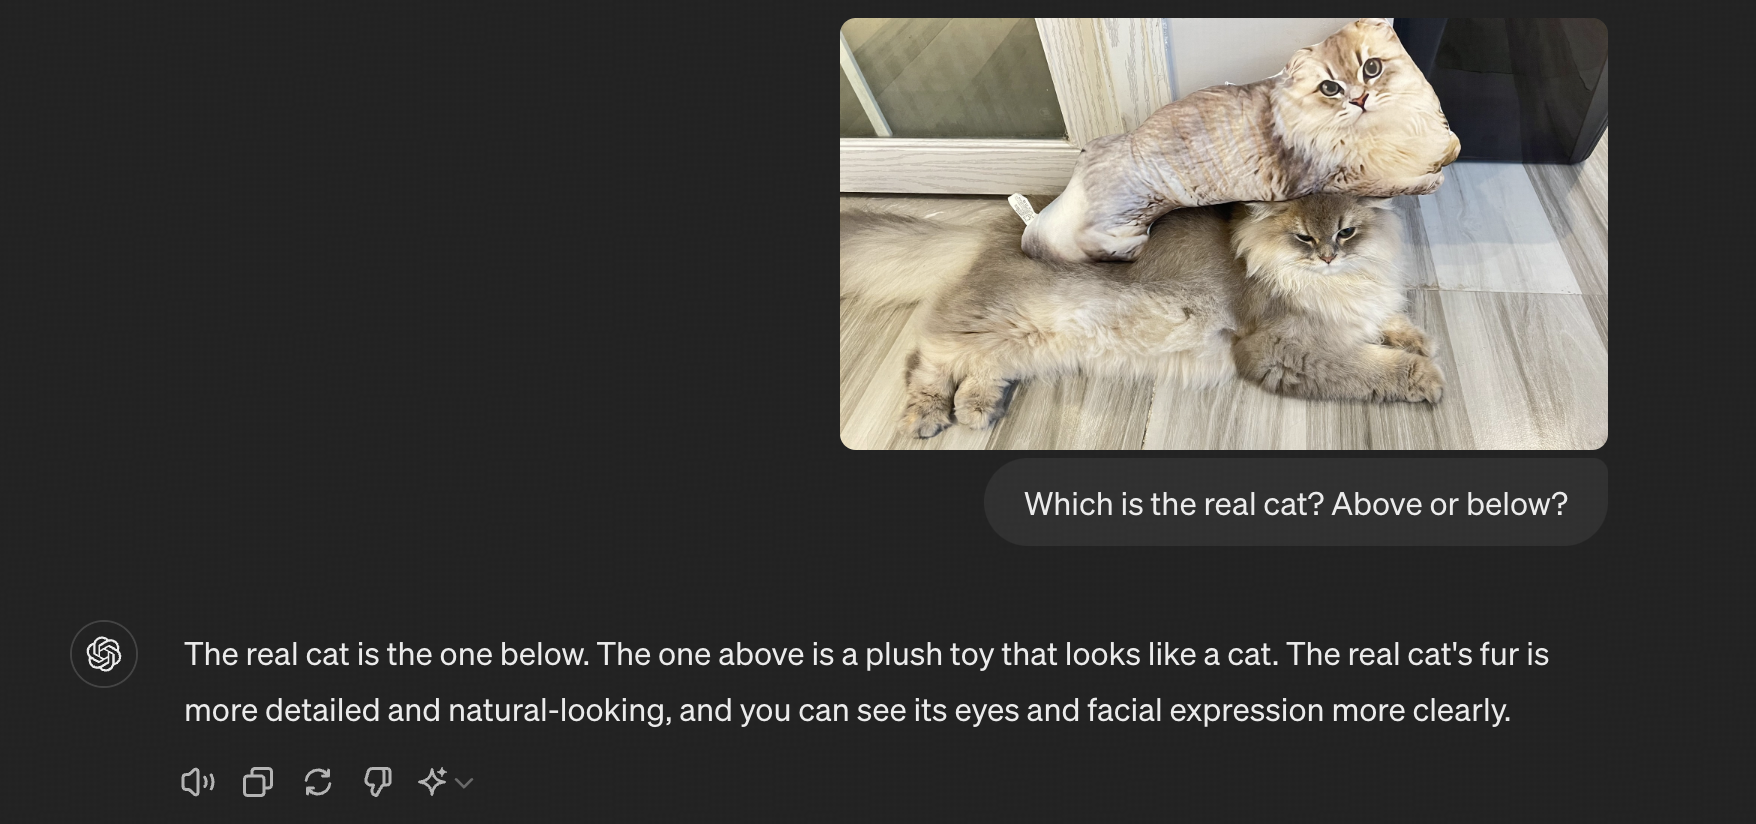 Which is the real cat? Above or below?
The real cat is the one below. The one above is a plush toy that looks like a cat. The real cat's fur is
more detailed and natural-looking, and you can see its eyes and facial expression more clearly.